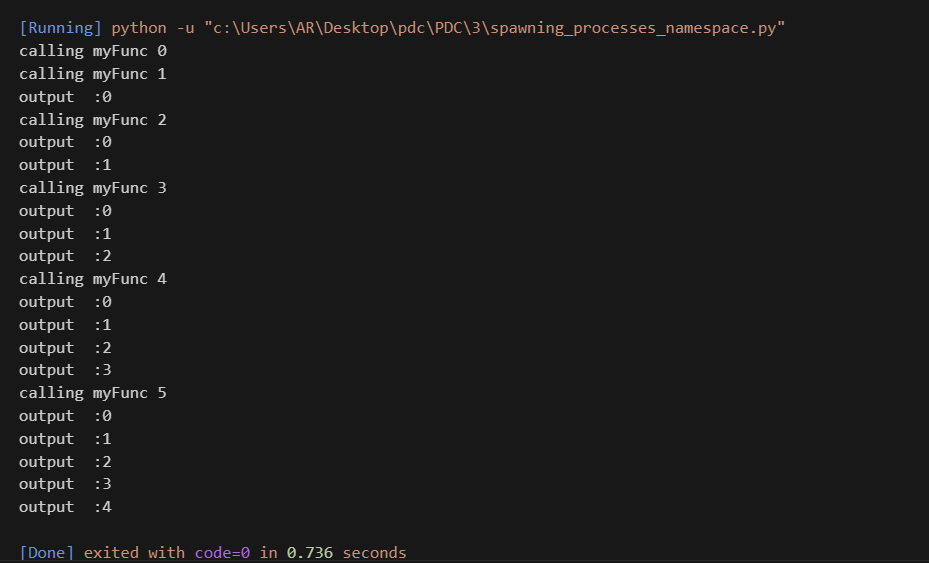 [Running] python -u "c:\Users\AR\Desktop\pdc\PDC\3\spawning_processes_namespace.py"
calling myFunc 0
calling myFunc 1
output  :0
calling myFunc 2
output  :0
output  :1
calling myFunc 3
output  :0
output  :1
output  :2
calling myFunc 4
output  :0
output  :1
output  :2
output  :3
calling myFunc 5
output  :0
output  :1
output  :2
output  :3
output  :4
[Done] exited with code=0 in 0.736 seconds